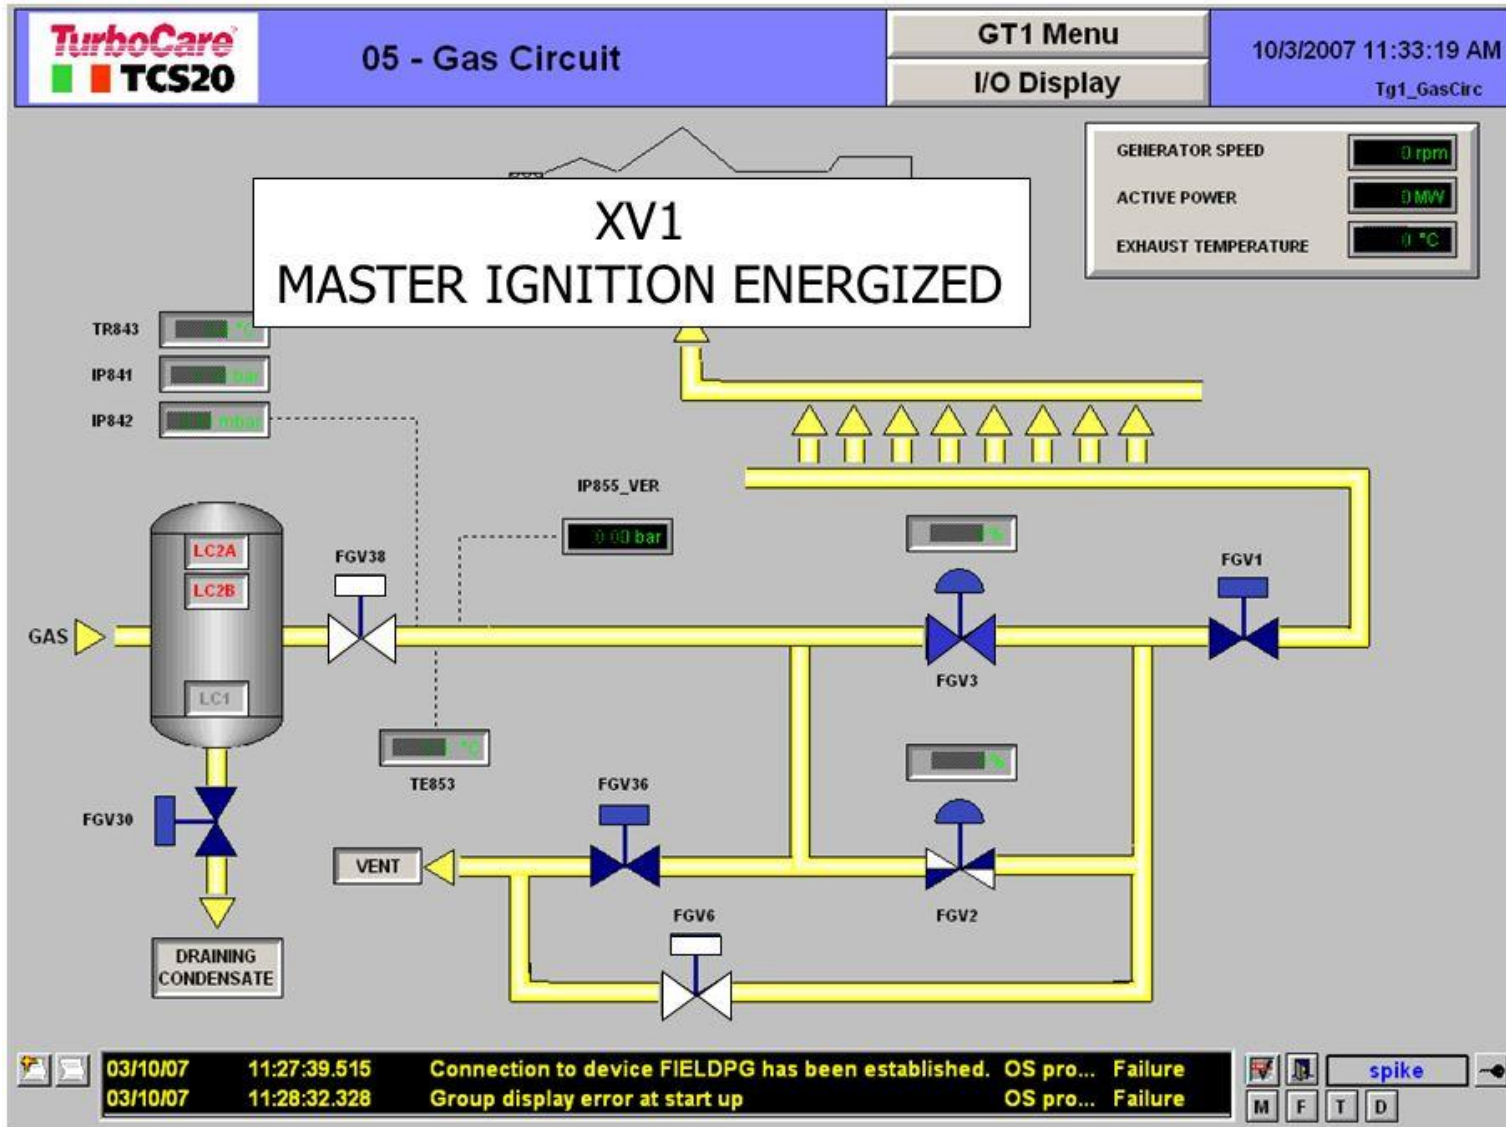 TurboCare
TCS20
05 - Gas Circuit
GT1 Menu
I/O Display
10/3/2007 11:33:19 AM
Tg1_GasCirc
GENERATOR SPEED 0 rpm
ACTIVE POWER 0 MW
EXHAUST TEMPERATURE 0 °C
XV1
MASTER IGNITION ENERGIZED
TR843 °C
IP841 bar
IP842 mbar
IP855_VER
0.00 bar
%
LC2A
LC2B
LC1
FGV38
FGV1
GAS
FGV3
°C
TE853
%
FGV36
FGV30
VENT
FGV2
FGV6
DRAINING
CONDENSATE
03/10/07 11:27:39.515 Connection to device FIELDPG has been established. OS pro... Failure
03/10/07 11:28:32.328 Group display error at start up OS pro... Failure
spike
M F T D